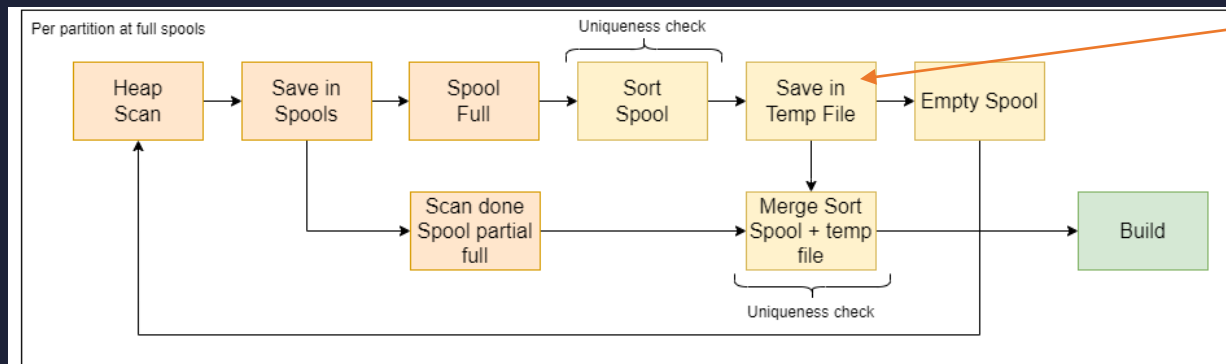 Per partition at full spools
Uniqueness check
Heap
Scan
Save in
Spools
Spool
Full
Sort
Spool
Save in
Temp File
Empty Spool
Scan done
Spool partial
full
Merge Sort
Spool + temp
file
Build
Uniqueness check